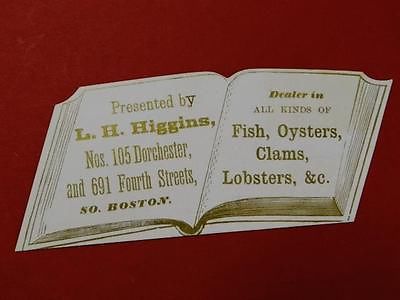 Presented by
L. H. Higgins,
Nos. 105 Dorchester,
and 691 Fourth Streets,
SO. BOSTON.
Dealer in
ALL KINDS OF
Fish, Oysters,
Clams,
Lobsters, &c.